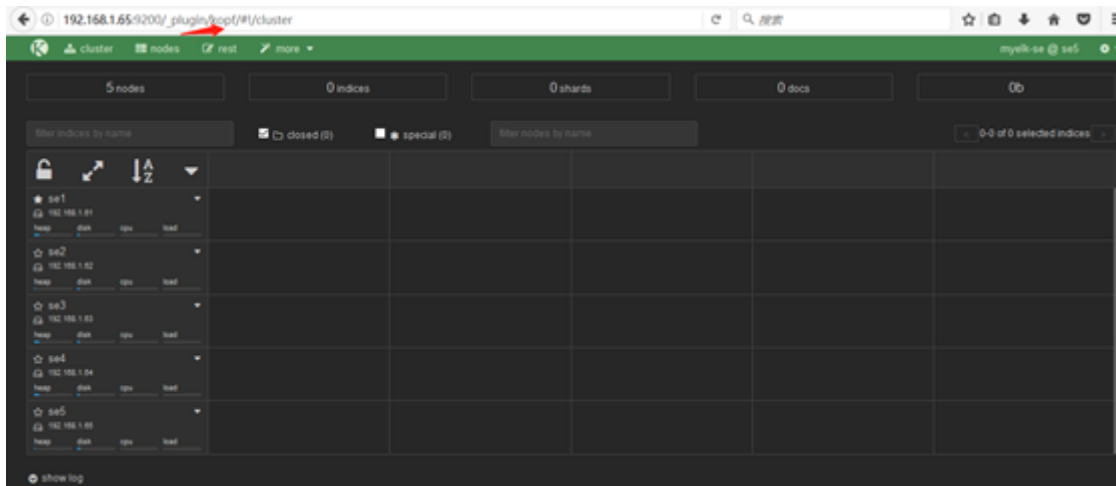 192.168.1.65:9200/_plugin/kopf/#!/cluster
搜索
cluster nodes rest more myelk-se @ se5
5 nodes 0 indices 0 shards 0 docs 0b
filter indices by name closed (0) special (0) filter nodes by name 0-0 of 0 selected indices
se1
192.168.1.61
heap disk cpu load
se2
192.168.1.62
heap disk cpu load
se3
192.168.1.63
heap disk cpu load
se4
192.168.1.64
heap disk cpu load
se5
192.168.1.65
heap disk cpu load
show log